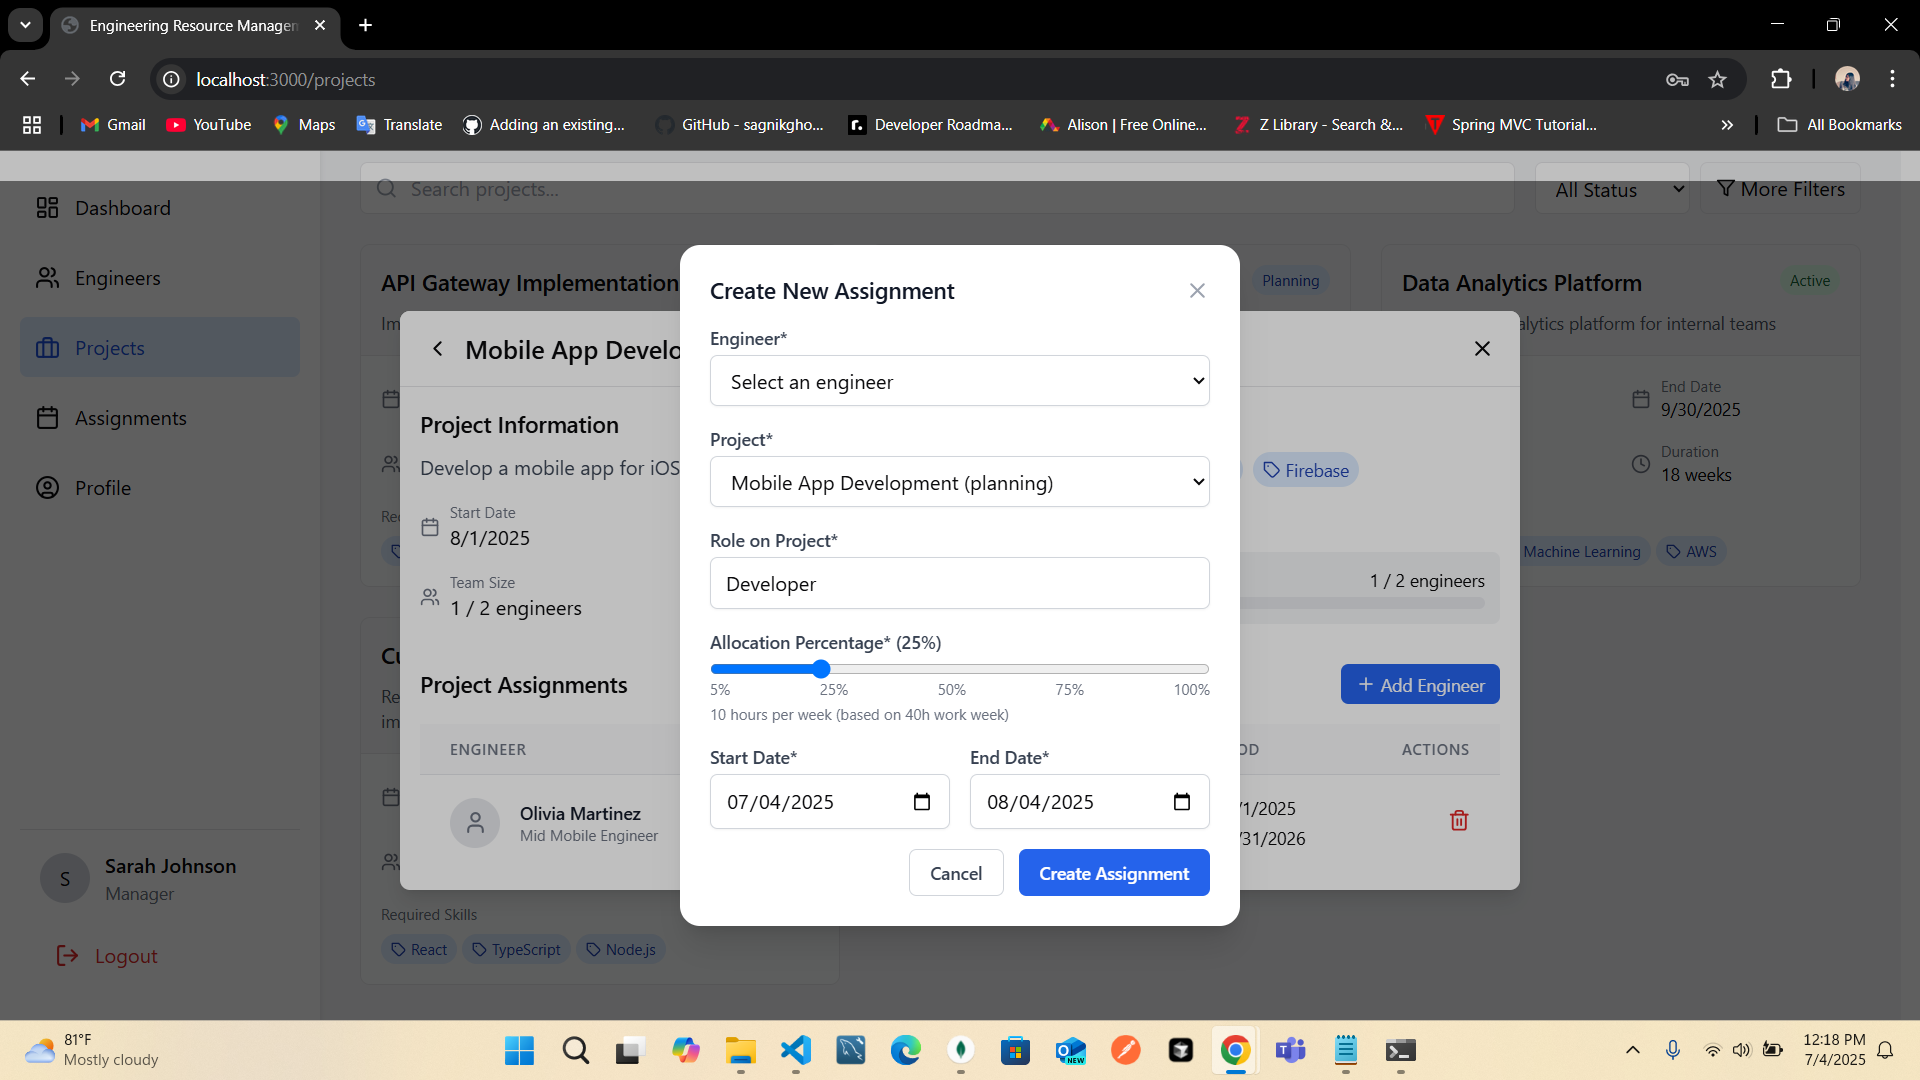 Engineering Resource Managem
localhost:3000/projects
Gmail
YouTube
Maps
Translate
Adding an existing...
GitHub - sagnikgho...
Developer Roadma...
Alison | Free Online...
Z Library - Search &...
Spring MVC Tutorial...
All Bookmarks
Dashboard
Engineers
Projects
Assignments
Profile
S
Sarah Johnson
Manager
Logout
Search projects...
All Status
More Filters
API Gateway Implementation
Im
Planning
Data Analytics Platform
Active
alytics platform for internal teams
End Date
9/30/2025
Duration
18 weeks
Machine Learning
AWS
Required Skills
React
TypeScript
Node.js
Mobile App Develo
Project Information
Develop a mobile app for iOS
Start Date
8/1/2025
Team Size
1 / 2 engineers
Firebase
1 / 2 engineers
Project Assignments
Add Engineer
ENGINEER
OD
ACTIONS
Olivia Martinez
Mid Mobile Engineer
/1/2025
/31/2026
Create New Assignment
Engineer*
Select an engineer
Project*
Mobile App Development (planning)
Role on Project*
Developer
Allocation Percentage* (25%)
5% 25% 50% 75% 100%
10 hours per week (based on 40h work week)
Start Date* End Date*
07/04/2025 08/04/2025
Cancel
Create Assignment
81°F
Mostly cloudy
NEW
12:18 PM
7/4/2025